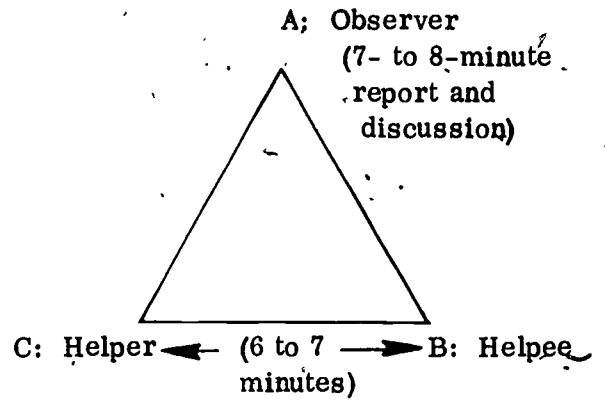 A; Observer
(7- to 8-minute
report and
discussion)
C: Helper (6 to 7 B: Helpee
minutes)